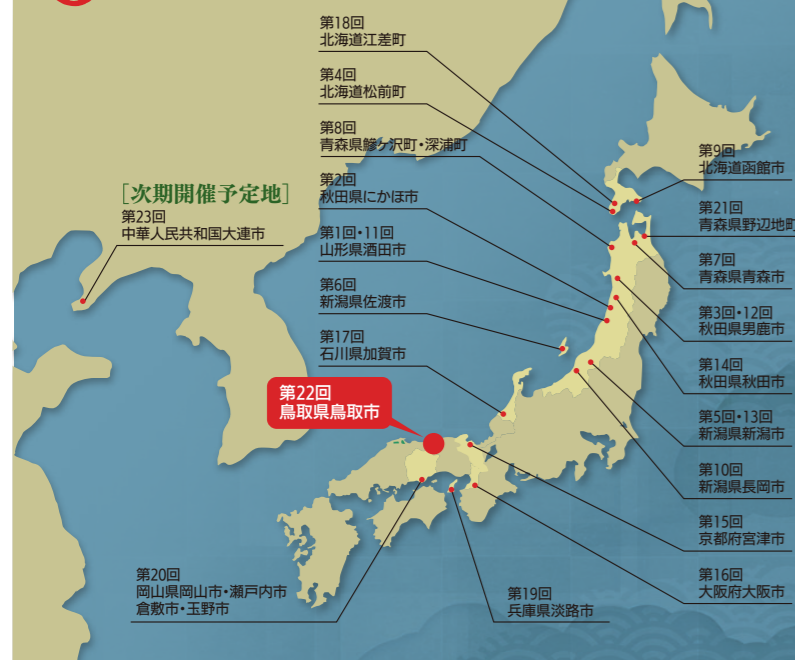 第18回
北海道江差町
第4回
北海道松前町
第8回
青森県鰺ヶ沢町・深浦町
［次期開催予定地］
第23回
中華人民共和国大連市
第2回
秋田県にかほ市
第1回・11回
山形県酒田市
第6回
新潟県佐渡市
第17回
石川県加賀市
第22回
鳥取県鳥取市
第9回
北海道函館市
第21回
青森県野辺地町
第7回
青森県青森市
第3回・12回
秋田県男鹿市
第14回
秋田県秋田市
第5回・13回
新潟県新潟市
第10回
新潟県長岡市
第15回
京都府宮津市
第16回
大阪府大阪市
第20回
岡山県岡山市・瀬戸内市
倉敷市・玉野市
第19回
兵庫県淡路市